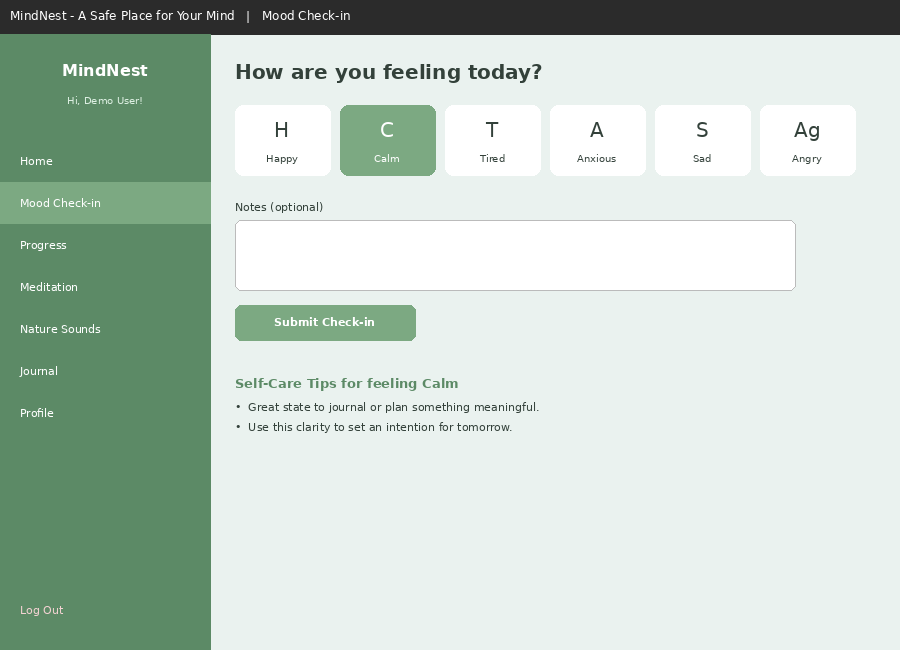 MindNest - A Safe Place for Your Mind | Mood Check-in
MindNest
Hi, Demo User!
Home
Mood Check-in
Progress
Meditation
Nature Sounds
Journal
Profile
Log Out
How are you feeling today?
H
Happy
C
Calm
T
Tired
A
Anxious
S
Sad
Ag
Angry
Notes (optional)
Submit Check-in
Self-Care Tips for feeling Calm
• Great state to journal or plan something meaningful.
• Use this clarity to set an intention for tomorrow.